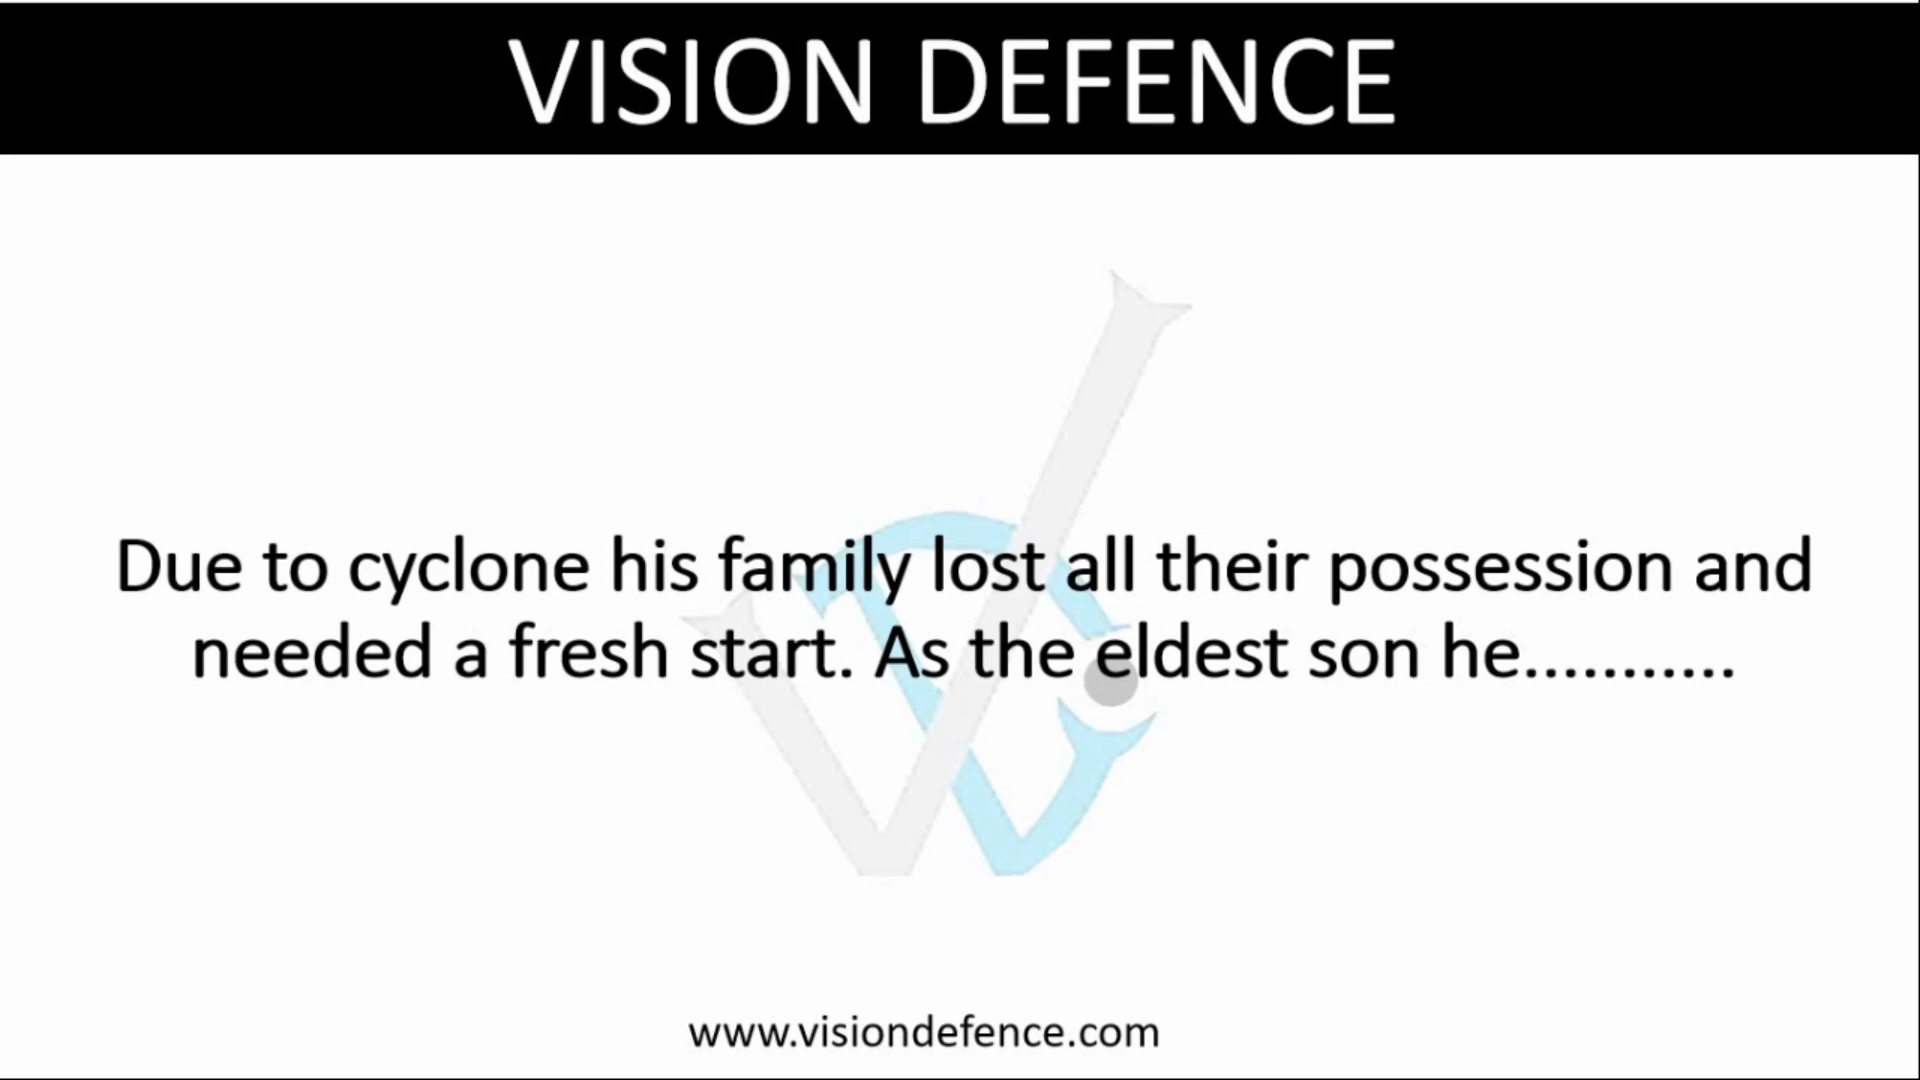 VISION DEFENCE
Due to cyclone his family lost all their possession and
needed a fresh start. As the eldest son he...........
www.visiondefence.com